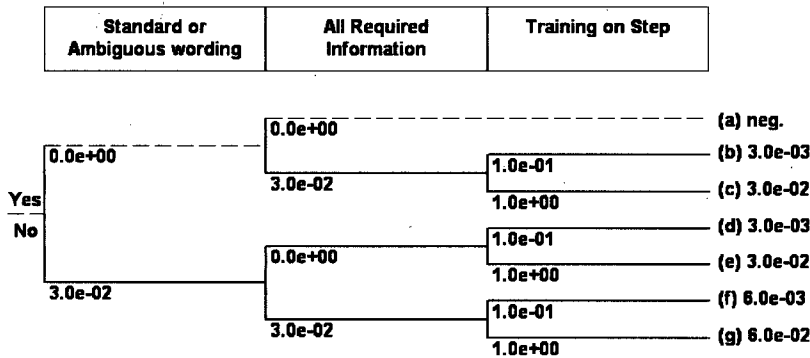 Standard or
Ambiguous wording
All Required
Information
Training on Step
(a) neg.
0.0e+00
0.0e+00
(b) 3.0e-03
1.0e-01
3.0e-02
(c) 3.0e-02
1.0e+00
Yes
No
(d) 3.0e-03
1.0e-01
0.0e+00
(e) 3.0e-02
1.0e+00
3.0e-02
(f) 6.0e-03
1.0e-01
3.0e-02
(g) 6.0e-02
1.0e+00